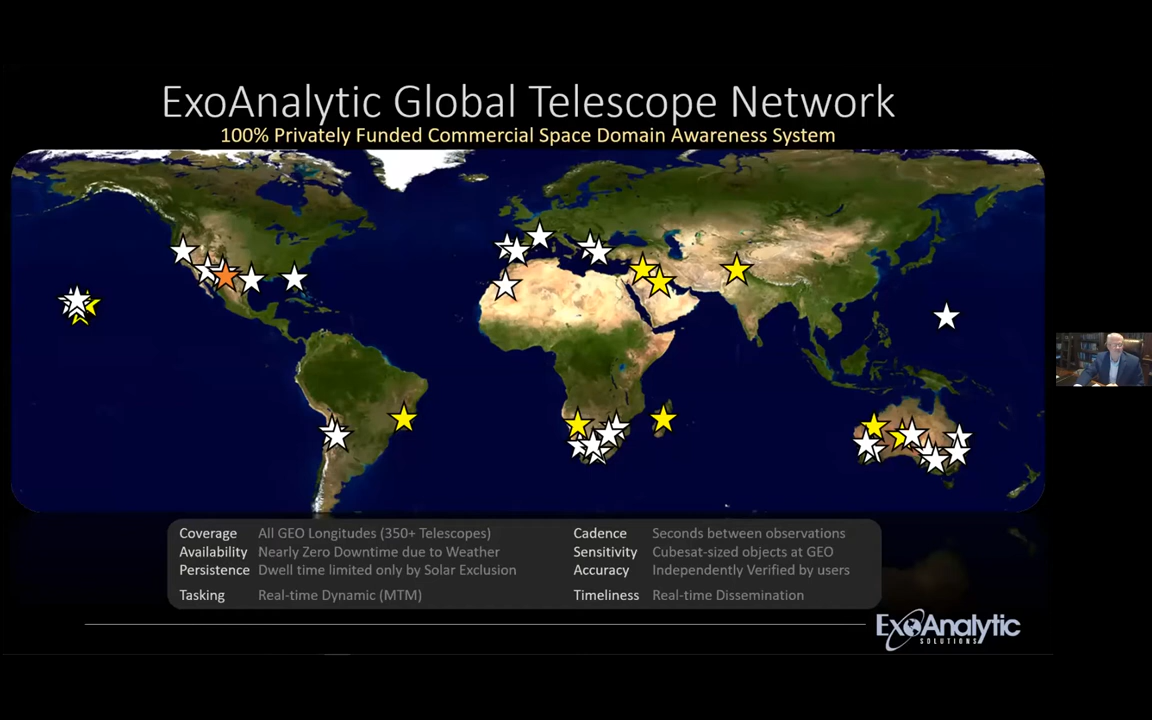 ExoAnalytic Global Telescope Network
100% Privately Funded Commercial Space Domain Awareness System
Coverage All GEO Longitudes (350+ Telescopes)
Availability Nearly Zero Downtime due to Weather
Persistence Dwell time limited only by Solar Exclusion
Tasking Real-time Dynamic (MTM)
Cadence Seconds between observations
Sensitivity Cubesat-sized objects at GEO
Accuracy Independently Verified by users
Timeliness Real-time Dissemination
ExoAnalytic
SOLUTIONS